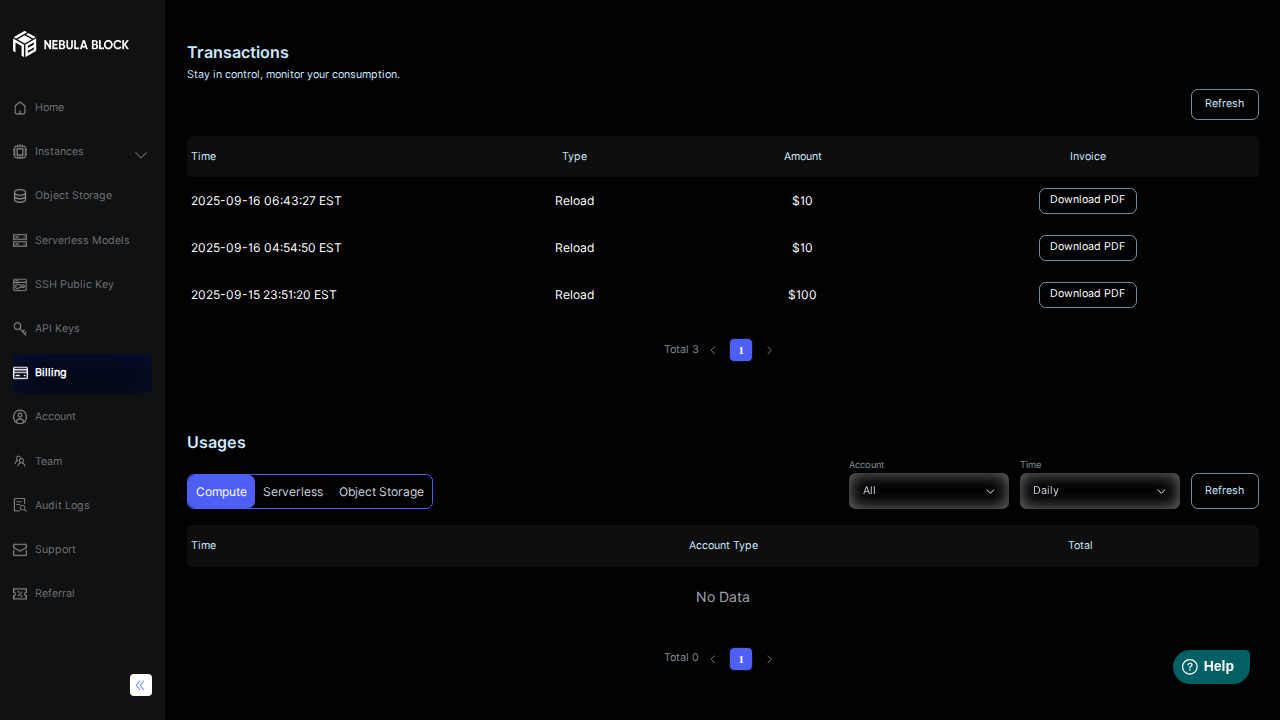 NEBULA BLOCK
Home
Instances
Object Storage
Serverless Models
SSH Public Key
API Keys
Billing
Account
Team
Audit Logs
Support
Referral
Transactions
Stay in control, monitor your consumption.
Refresh
Time Type Amount Invoice
2025-09-16 06:43:27 EST Reload $10 Download PDF
2025-09-16 04:54:50 EST Reload $10 Download PDF
2025-09-15 23:51:20 EST Reload $100 Download PDF
Total 3 1
Usages
Account Time
Compute Serverless Object Storage All Daily Refresh
Time Account Type Total
No Data
Total 0 1
Help